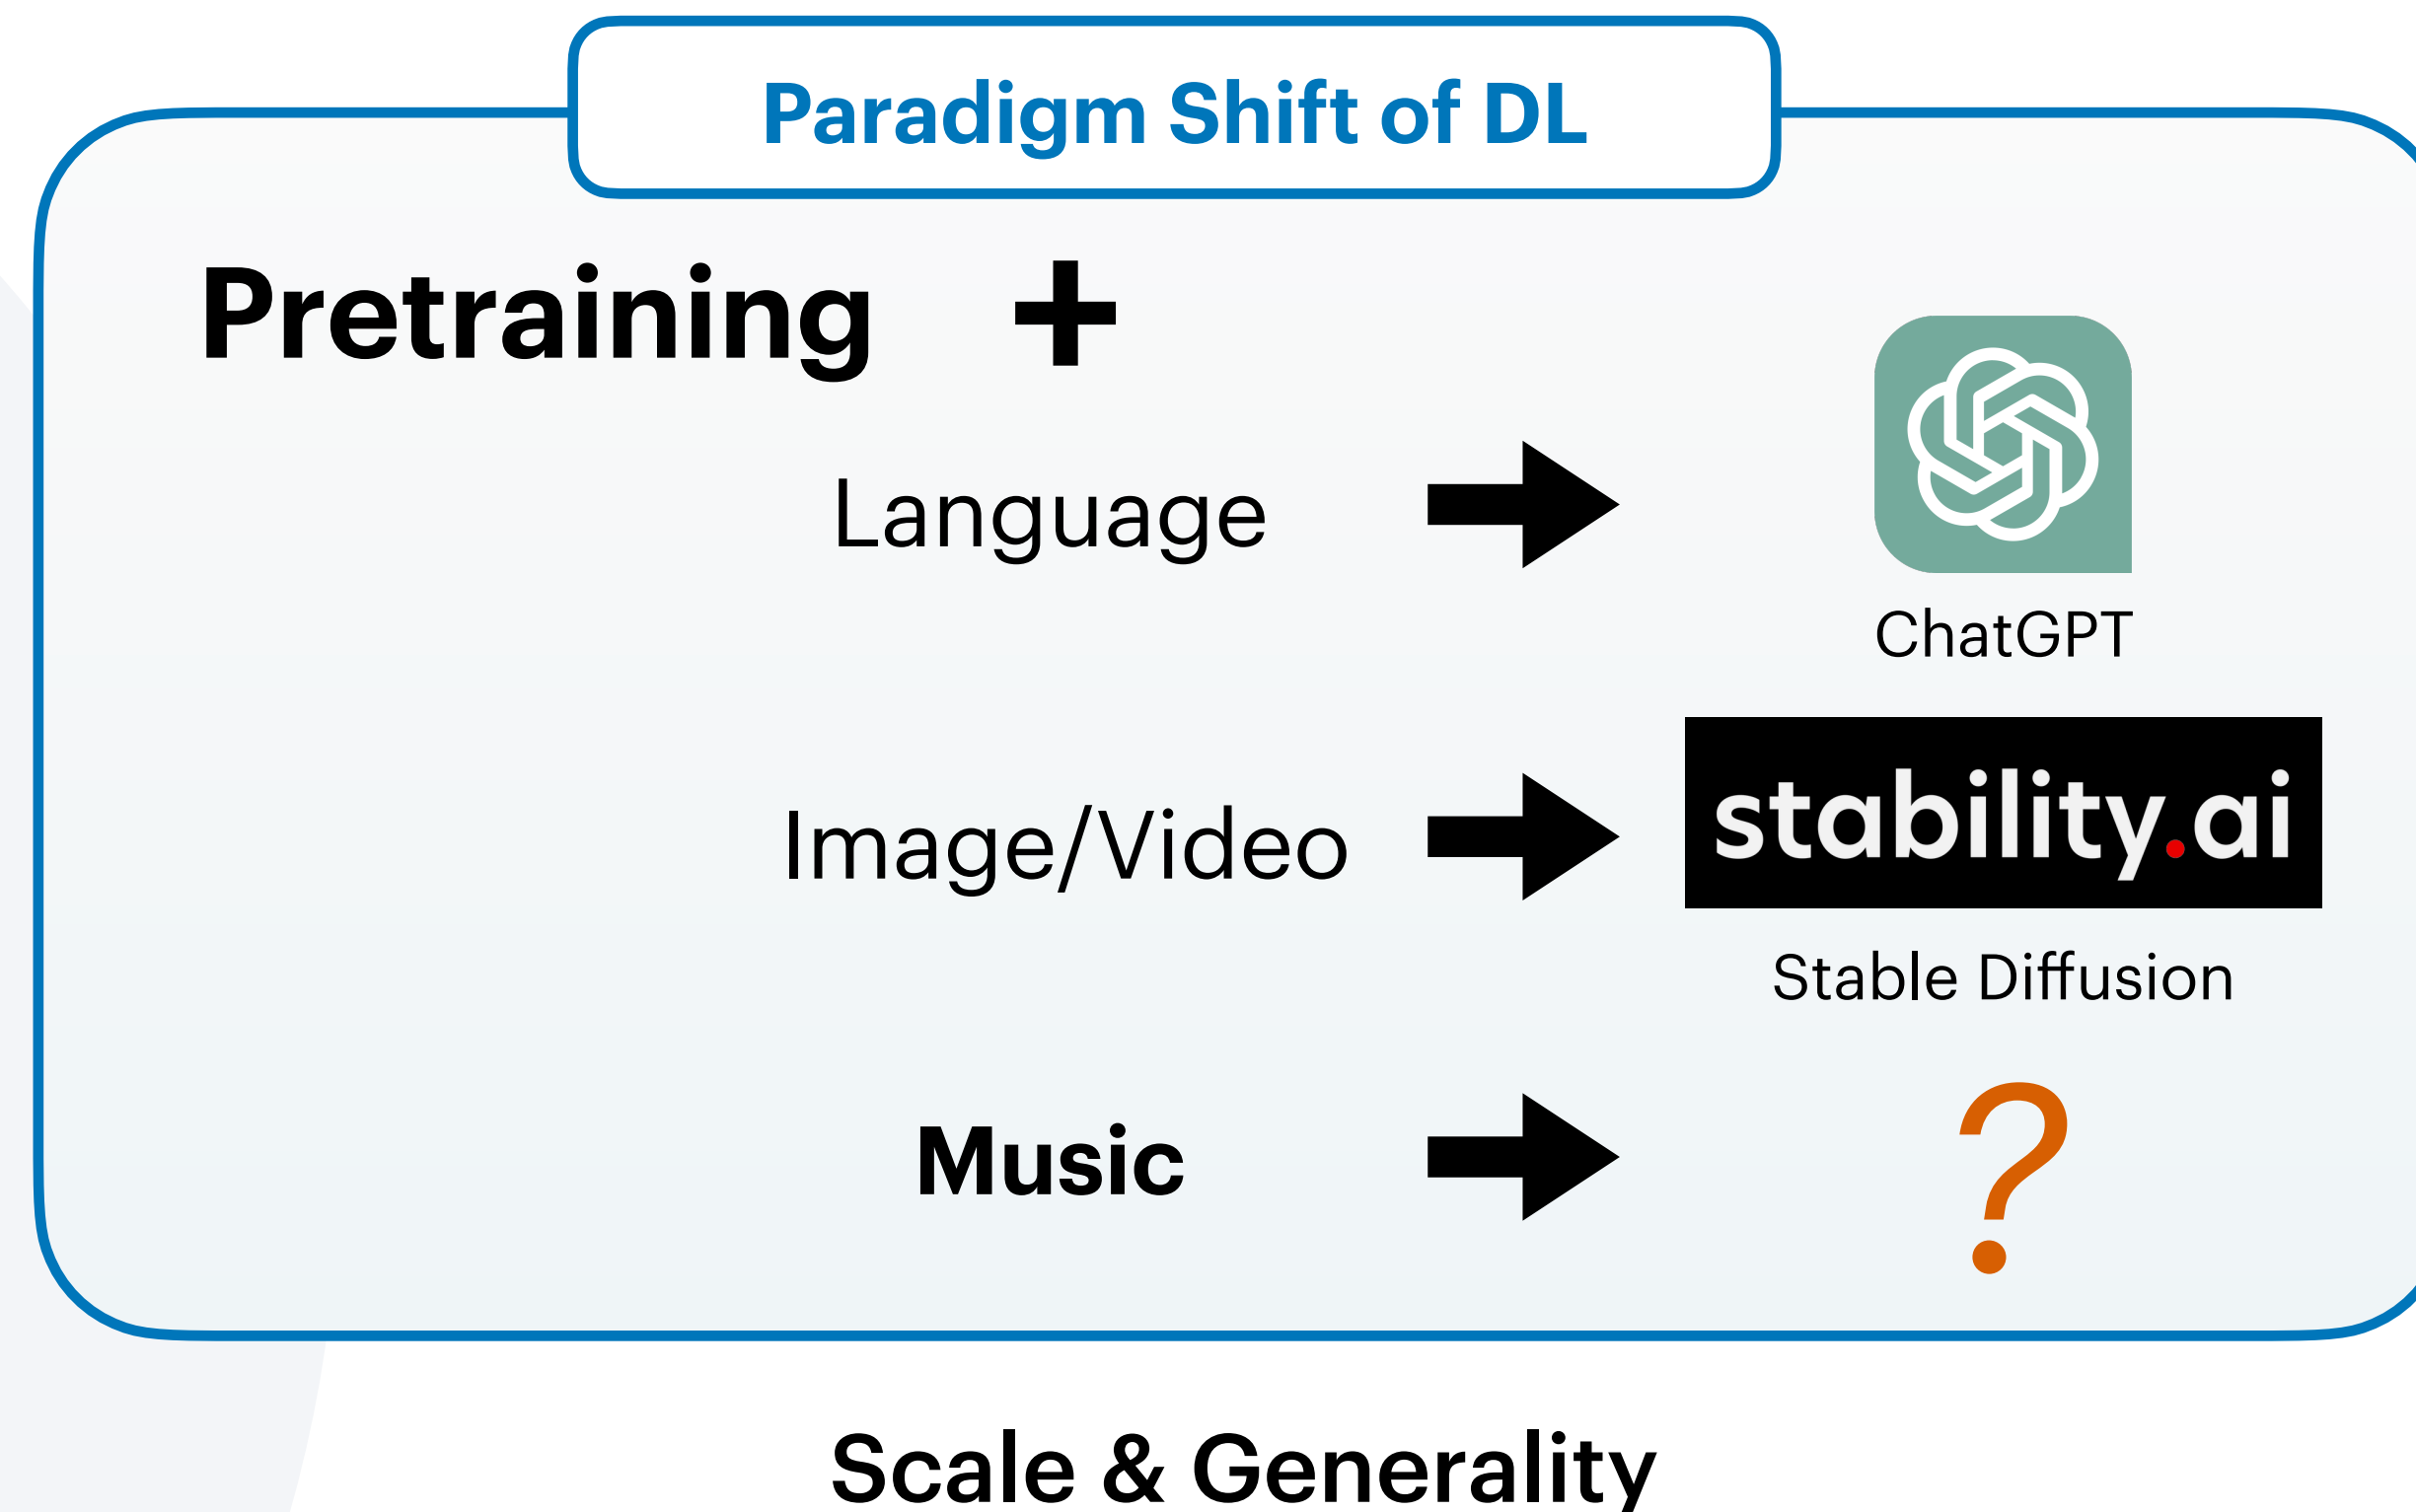 Paradigm Shift of DL
Pretraining +
Language
ChatGPT
Image/Video
stability.ai
Stable Diffusion
Music
?
Scale & Generality